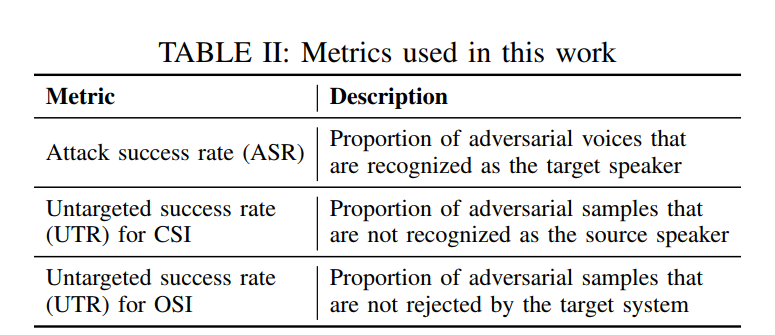 TABLE II: Metrics used in this work
Metric Description
Attack success rate (ASR) Proportion of adversarial voices that
are recognized as the target speaker
Untargeted success rate Proportion of adversarial samples that
(UTR) for CSI are not recognized as the source speaker
Untargeted success rate Proportion of adversarial samples that
(UTR) for OSI are not rejected by the target system